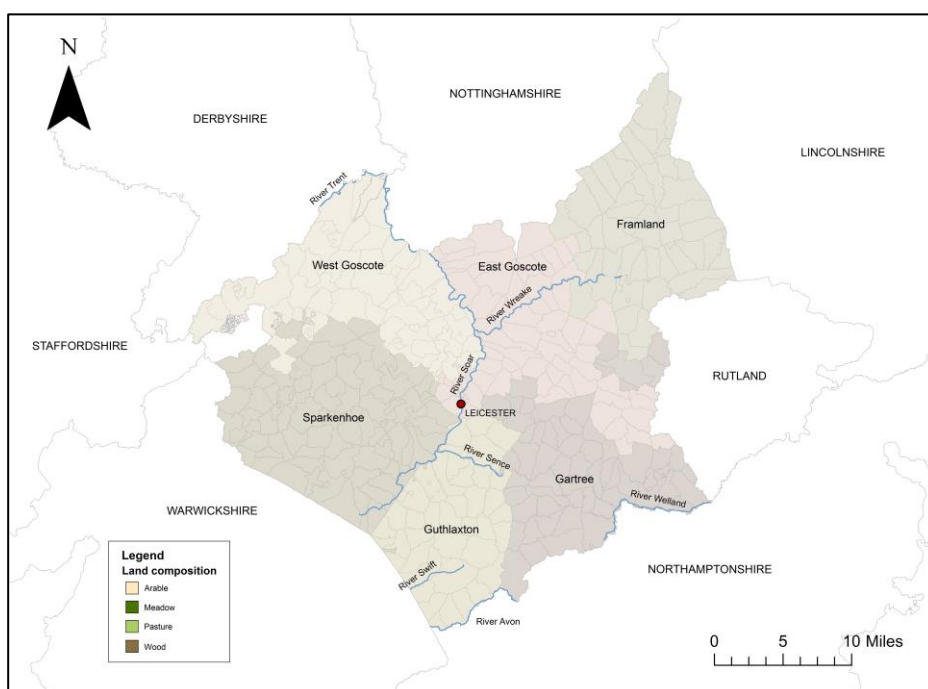 N
NOTTINGHAMSHIRE
DERBYSHIRE
LINCOLNSHIRE
River Trent
Framland
West Goscote
East Goscote
River Wreake
STAFFORDSHIRE
RUTLAND
River Soar
LEICESTER
Sparkenhoe
River Sence
Gartree
River Welland
WARWICKSHIRE
Guthlaxton
NORTHAMPTONSHIRE
River Swift
River Avon
Legend
Land composition
Arable
Meadow
Pasture
Wood
0 5 10 Miles